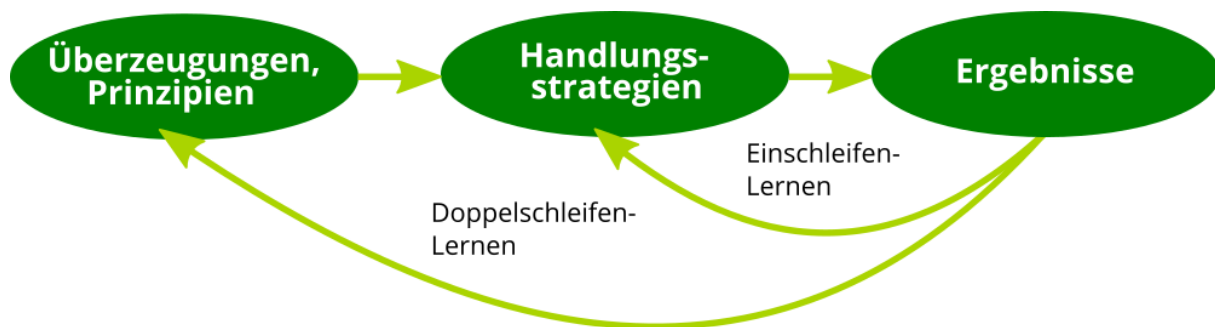 Überzeugungen,
Prinzipien
Handlungs-
strategien
Ergebnisse
Einschleifen-
Lernen
Doppelschleifen-
Lernen